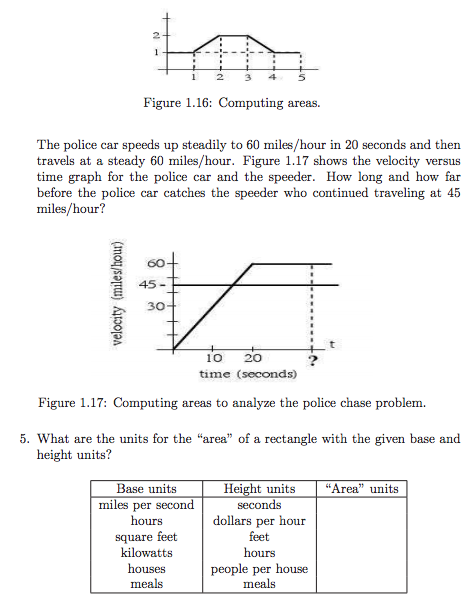 2
1
1 2 3 4 5
Figure 1.16: Computing areas.
The police car speeds up steadily to 60 miles/hour in 20 seconds and then
travels at a steady 60 miles/hour. Figure 1.17 shows the velocity versus
time graph for the police car and the speeder. How long and how far
before the police car catches the speeder who continued traveling at 45
miles/hour?
velocity (miles/hour)
60
45
30
t
10 20 ?
time (seconds)
Figure 1.17: Computing areas to analyze the police chase problem.
5. What are the units for the “area” of a rectangle with the given base and
height units?
Base units Height units “Area” units
miles per second seconds
hours dollars per hour
square feet feet
kilowatts hours
houses people per house
meals meals